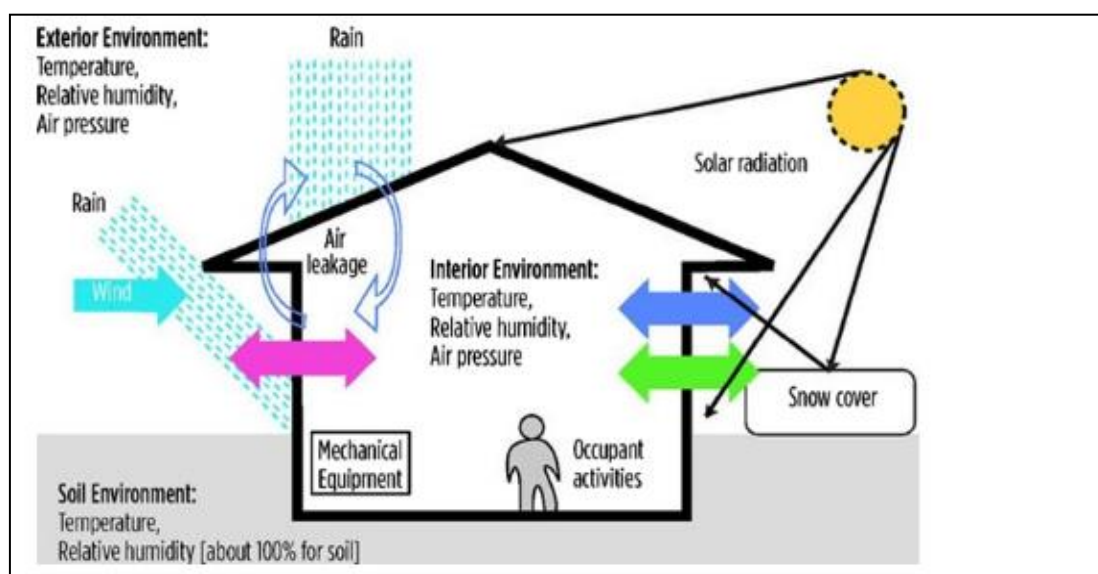 Exterior Environment:
Temperature,
Relative humidity,
Air pressure
Rain
Solar radiation
Rain
Air
leakage
Wind
Interior Environment:
Temperature,
Relative humidity,
Air pressure
Snow cover
Mechanical
Equipment
Occupant
activities
Soil Environment:
Temperature,
Relative humidity [about 100% for soil]